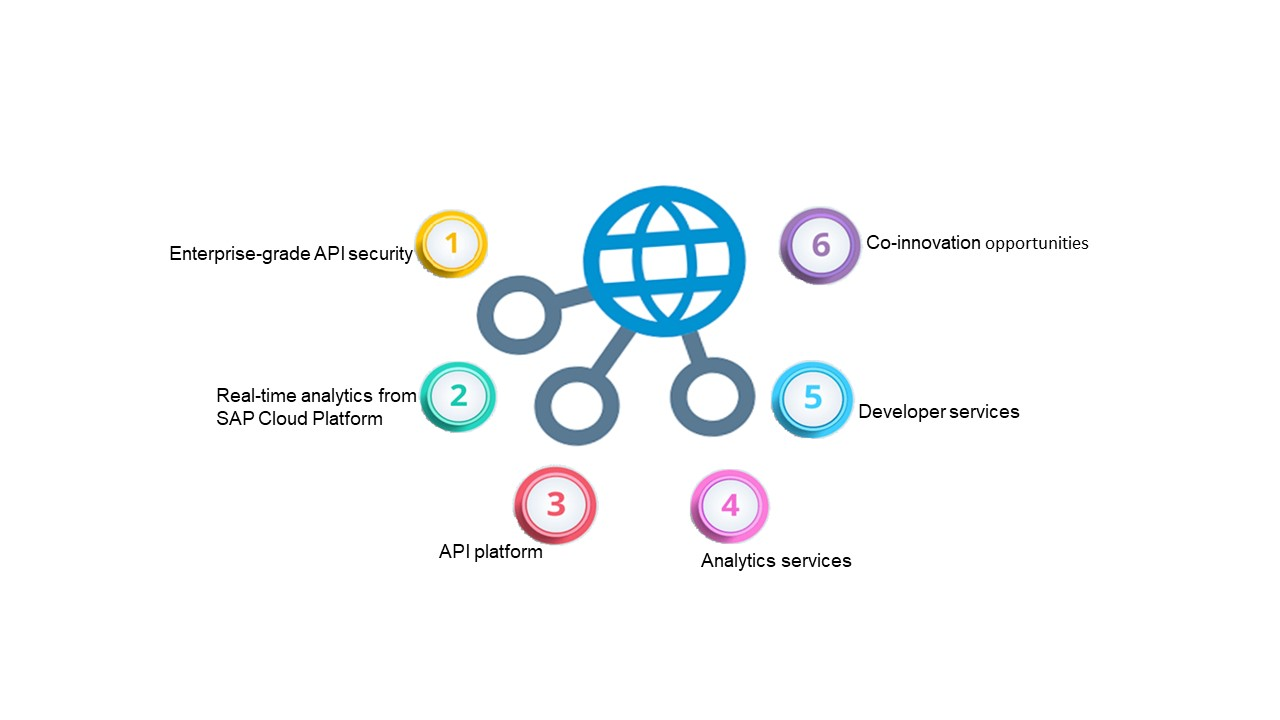 1
Enterprise-grade API security
2
Real-time analytics from
SAP Cloud Platform
3
API platform
4
Analytics services
5
Developer services
6
Co-innovation opportunities